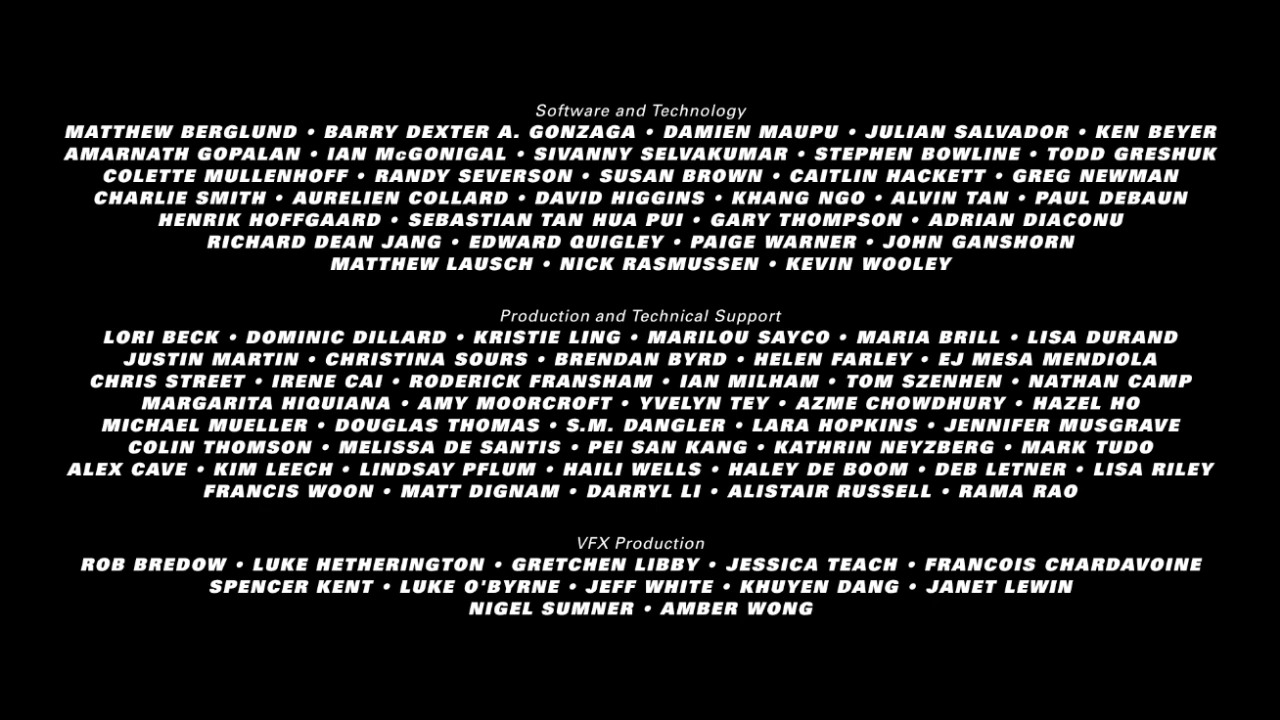 Software and Technology
MATTHEW BERGLUND • BARRY DEXTER A. GONZAGA • DAMIEN MAUPU • JULIAN SALVADOR • KEN BEYER
AMARNATH GOPALAN • IAN McGONIGAL • SIVANNY SELVAKUMAR • STEPHEN BOWLINE • TODD GRESHUK
COLETTE MULLENHOFF • RANDY SEVERSON • SUSAN BROWN • CAITLIN HACKETT • GREG NEWMAN
CHARLIE SMITH • AURELIEN COLLARD • DAVID HIGGINS • KHANG NGO • ALVIN TAN • PAUL DEBAUN
HENRIK HOFFGAARD • SEBASTIAN TAN HUA PUI • GARY THOMPSON • ADRIAN DIACONU
RICHARD DEAN JANG • EDWARD QUIGLEY • PAIGE WARNER • JOHN GANSHORN
MATTHEW LAUSCH • NICK RASMUSSEN • KEVIN WOOLEY
Production and Technical Support
LORI BECK • DOMINIC DILLARD • KRISTIE LING • MARILOU SAYCO • MARIA BRILL • LISA DURAND
JUSTIN MARTIN • CHRISTINA SOURS • BRENDAN BYRD • HELEN FARLEY • EJ MESA MENDIOLA
CHRIS STREET • IRENE CAI • RODERICK FRANSHAM • IAN MILHAM • TOM SZENHEN • NATHAN CAMP
MARGARITA HIQUIANA • AMY MOORCROFT • YVELYN TEY • AZME CHOWDHURY • HAZEL HO
MICHAEL MUELLER • DOUGLAS THOMAS • S.M. DANGLER • LARA HOPKINS • JENNIFER MUSGRAVE
COLIN THOMSON • MELISSA DE SANTIS • PEI SAN KANG • KATHRIN NEYZBERG • MARK TUDO
ALEX CAVE • KIM LEECH • LINDSAY PFLUM • HAILI WELLS • HALEY DE BOOM • DEB LETNER • LISA RILEY
FRANCIS WOON • MATT DIGNAM • DARRYL LI • ALISTAIR RUSSELL • RAMA RAO
VFX Production
ROB BREDOW • LUKE HETHERINGTON • GRETCHEN LIBBY • JESSICA TEACH • FRANCOIS CHARDAVOINE
SPENCER KENT • LUKE O'BYRNE • JEFF WHITE • KHUYEN DANG • JANET LEWIN
NIGEL SUMNER • AMBER WONG